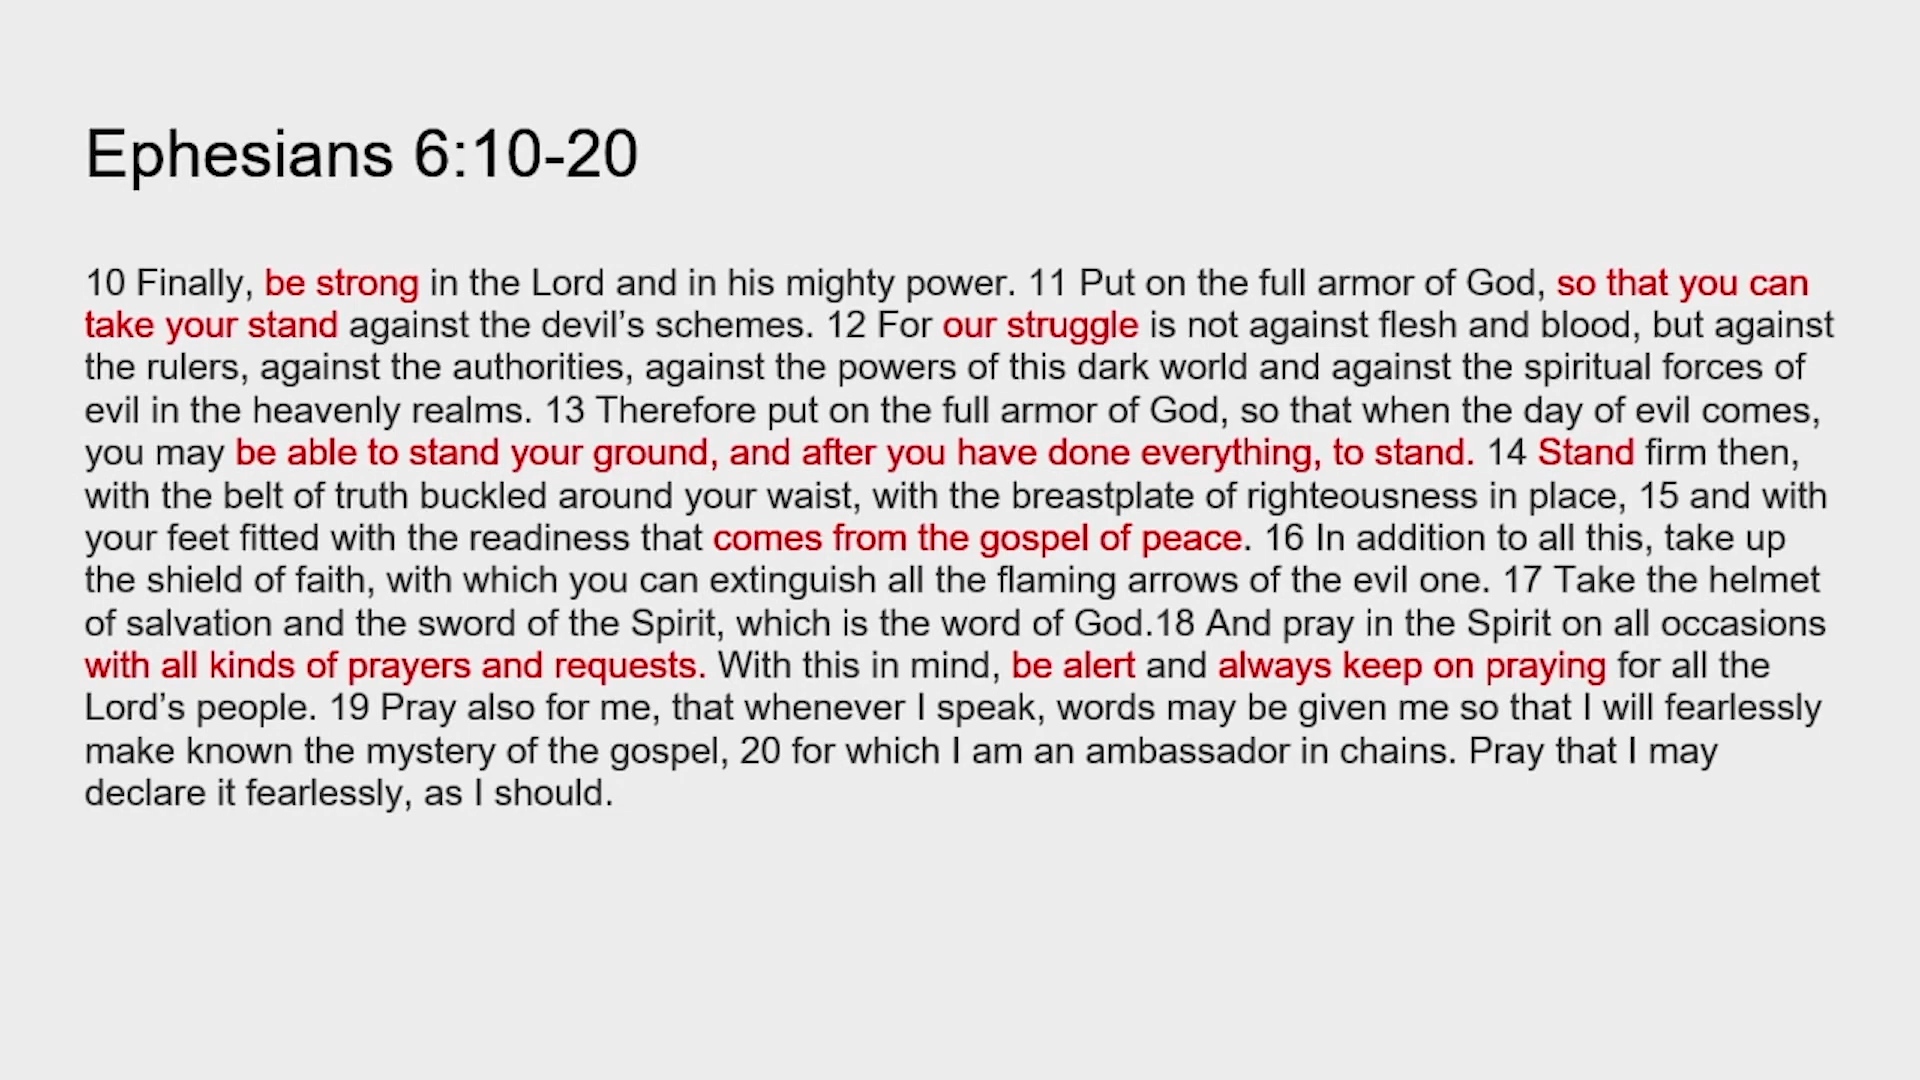 Ephesians 6:10-20
10 Finally, be strong in the Lord and in his mighty power. 11 Put on the full armor of God, so that you can
take your stand against the devil’s schemes. 12 For our struggle is not against flesh and blood, but against
the rulers, against the authorities, against the powers of this dark world and against the spiritual forces of
evil in the heavenly realms. 13 Therefore put on the full armor of God, so that when the day of evil comes,
you may be able to stand your ground, and after you have done everything, to stand. 14 Stand firm then,
with the belt of truth buckled around your waist, with the breastplate of righteousness in place, 15 and with
your feet fitted with the readiness that comes from the gospel of peace. 16 In addition to all this, take up
the shield of faith, with which you can extinguish all the flaming arrows of the evil one. 17 Take the helmet
of salvation and the sword of the Spirit, which is the word of God.18 And pray in the Spirit on all occasions
with all kinds of prayers and requests. With this in mind, be alert and always keep on praying for all the
Lord’s people. 19 Pray also for me, that whenever I speak, words may be given me so that I will fearlessly
make known the mystery of the gospel, 20 for which I am an ambassador in chains. Pray that I may
declare it fearlessly, as I should.